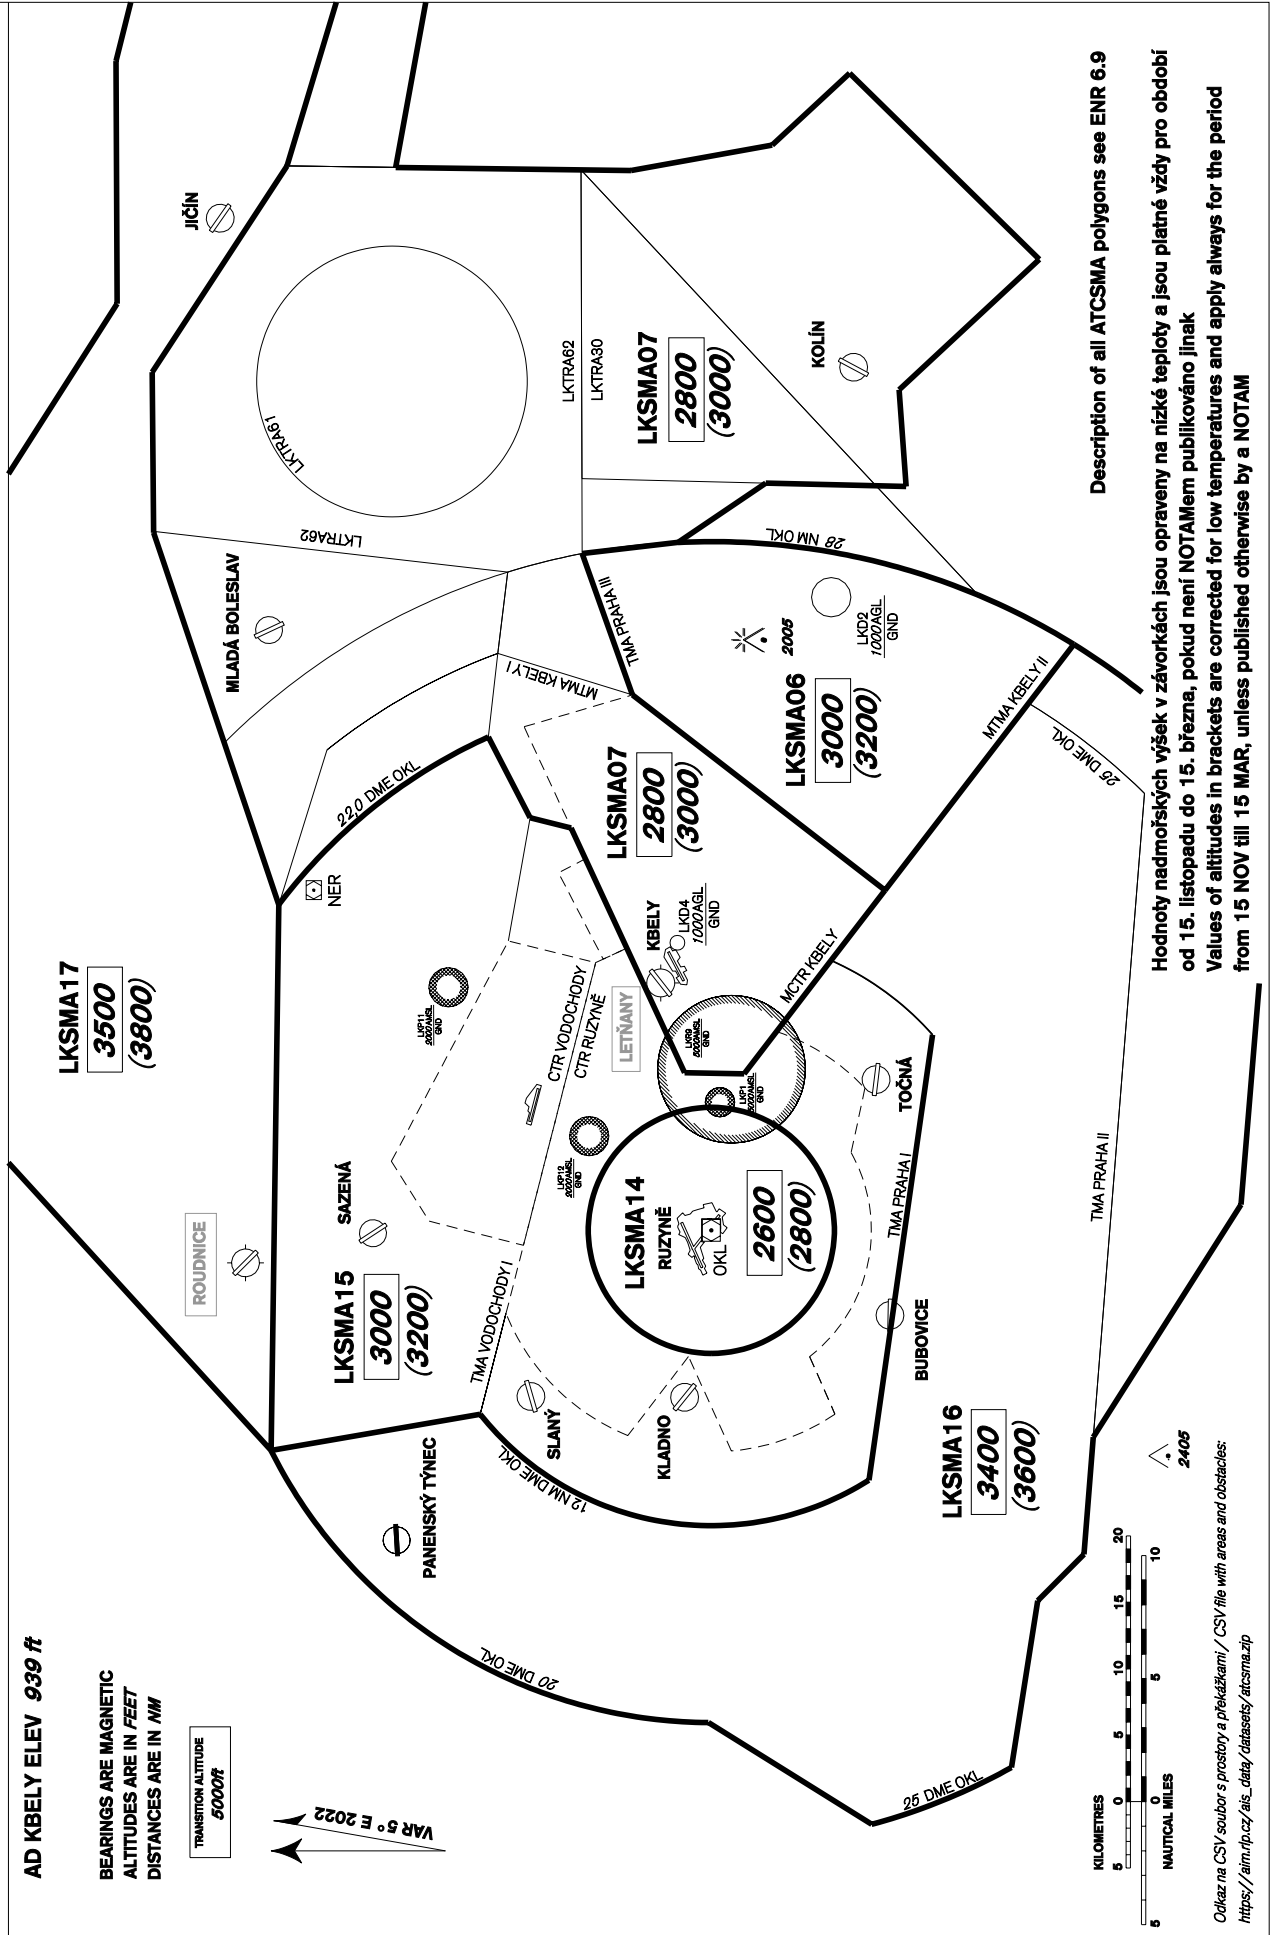 AD KBELY ELEV 939 ft
BEARINGS ARE MAGNETIC
ALTITUDES ARE IN FEET
DISTANCES ARE IN NM
TRANSITION ALTITUDE
5000ft
VAR 5° E 2022
LKSMA17
3500
(3800)
ROUDNICE
SAZENÁ
LKSMA15
3000
(3200)
PANENSKÝ TÝNEC
NER
22,0 DME OKL
MLADÁ BOLESLAV
JIČÍN
LKTRA61
LKTRA62
LKTRA62
LKTRA30
LKSMA07
2800
(3000)
KOLÍN
28 NM OKL
TMA PRAHA III
MTMA KBELY I
2005
LKD2
1000AGL
GND
LKSMA06
3000
(3200)
MTMA KBELY II
26 DME OKL
LKSMA07
2800
(3000)
KBELY
LKD4
1000AGL
GND
LETŇANY
MCTR KBELY
LKP11
2000AMSL
GND
CTR VODOCHODY
CTR RUZYNĚ
LKR9
5000AMSL
GND
LKP1
5000AMSL
GND
LKP12
2000AMSL
GND
TMA VODOCHODY I
LKSMA14
RUZYNĚ
OKL
2600
(2800)
TOČNÁ
TMA PRAHA I
TMA PRAHA II
SLANÝ
KLADNO
12 NM DME OKL
BUBOVICE
LKSMA16
3400
(3600)
20 DME OKL
25 DME OKL
2405
Description of all ATCSMA polygons see ENR 6.9
Hodnoty nadmořských výšek v závorkách jsou opraveny na nízké teploty a jsou platné vždy pro období
od 15. listopadu do 15. března, pokud není NOTAMem publikováno jinak
Values of altitudes in brackets are corrected for low temperatures and apply always for the period
from 15 NOV till 15 MAR, unless published otherwise by a NOTAM
KILOMETRES
5 0 5 10 15 20
5 0 5 10
NAUTICAL MILES
Odkaz na CSV soubor s prostory a překážkami / CSV file with areas and obstacles:
https://aim.rlp.cz/ais_data/datasets/atcsma.zip